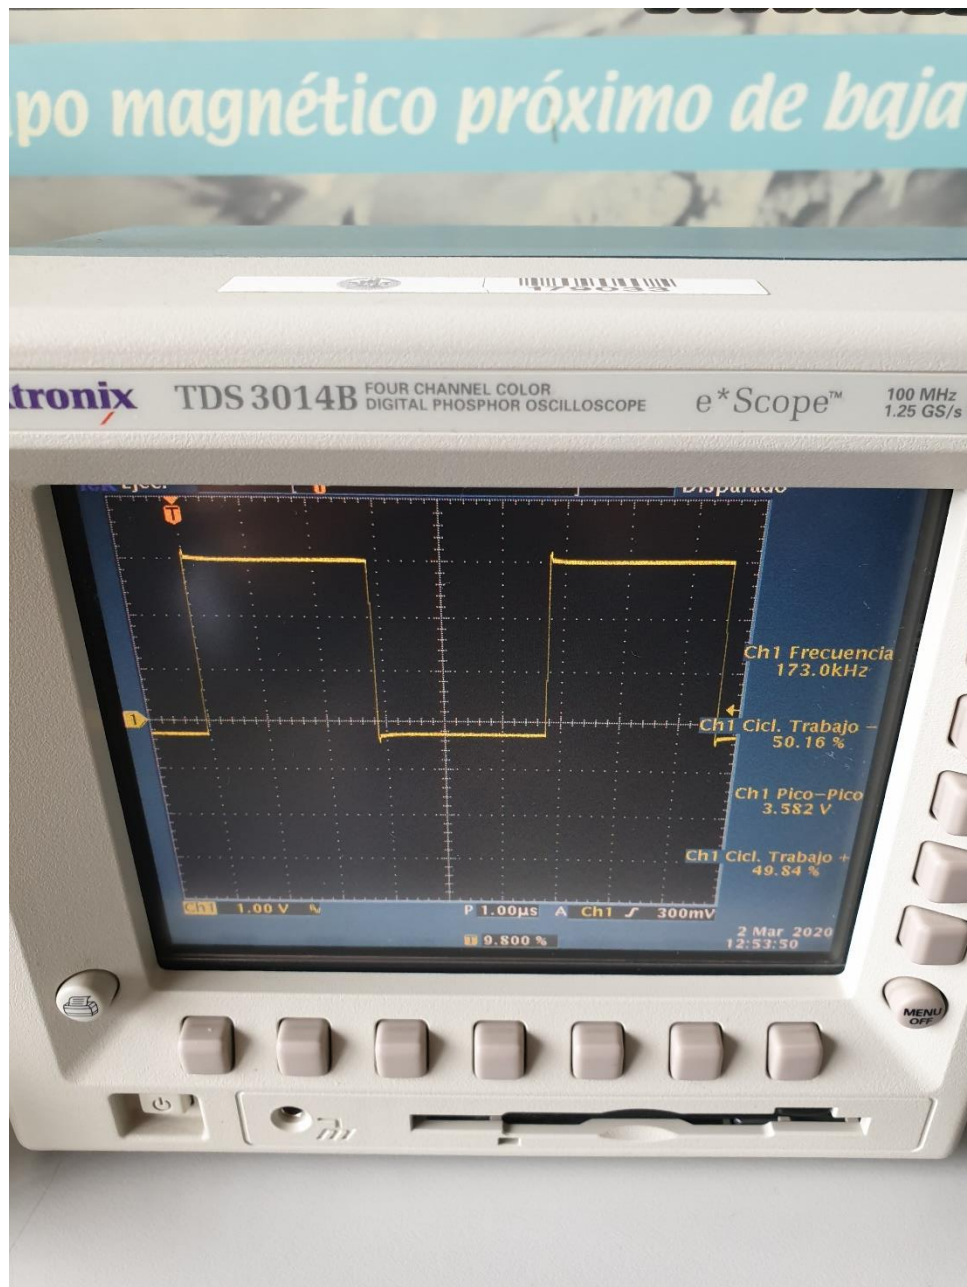 po magnético próximo de baja
179033
tronix TDS 3014B FOUR CHANNEL COLOR
DIGITAL PHOSPHOR OSCILLOSCOPE e*Scope™ 100 MHz
1.25 GS/s
Tek Ejec. Disparado
T
1
Ch1 Frecuencia
173.0kHz
Ch1 Cicl. Trabajo -
50.16 %
Ch1 Pico-Pico
3.582 V
Ch1 Cicl. Trabajo +
49.84 %
Ch1 1.00 V P 1.00µs A Ch1 300mV
T 9.800 %
2 Mar 2020
12:53:50
MENU
OFF